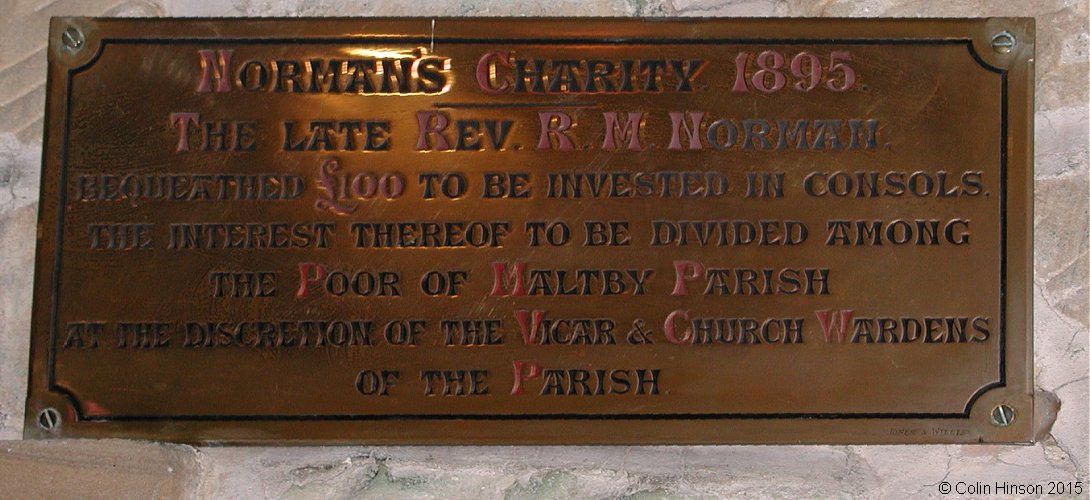 NORMAN'S CHARITY. 1895.
THE LATE REV. R. M. NORMAN.
BEQUEATHED £100 TO BE INVESTED IN CONSOLS.
THE INTEREST THEREOF TO BE DIVIDED AMONG
THE POOR OF MALTBY PARISH
AT THE DISCRETION OF THE VICAR & CHURCH WARDENS
OF THE PARISH.
JONES & WILLIS
© Colin Hinson 2015